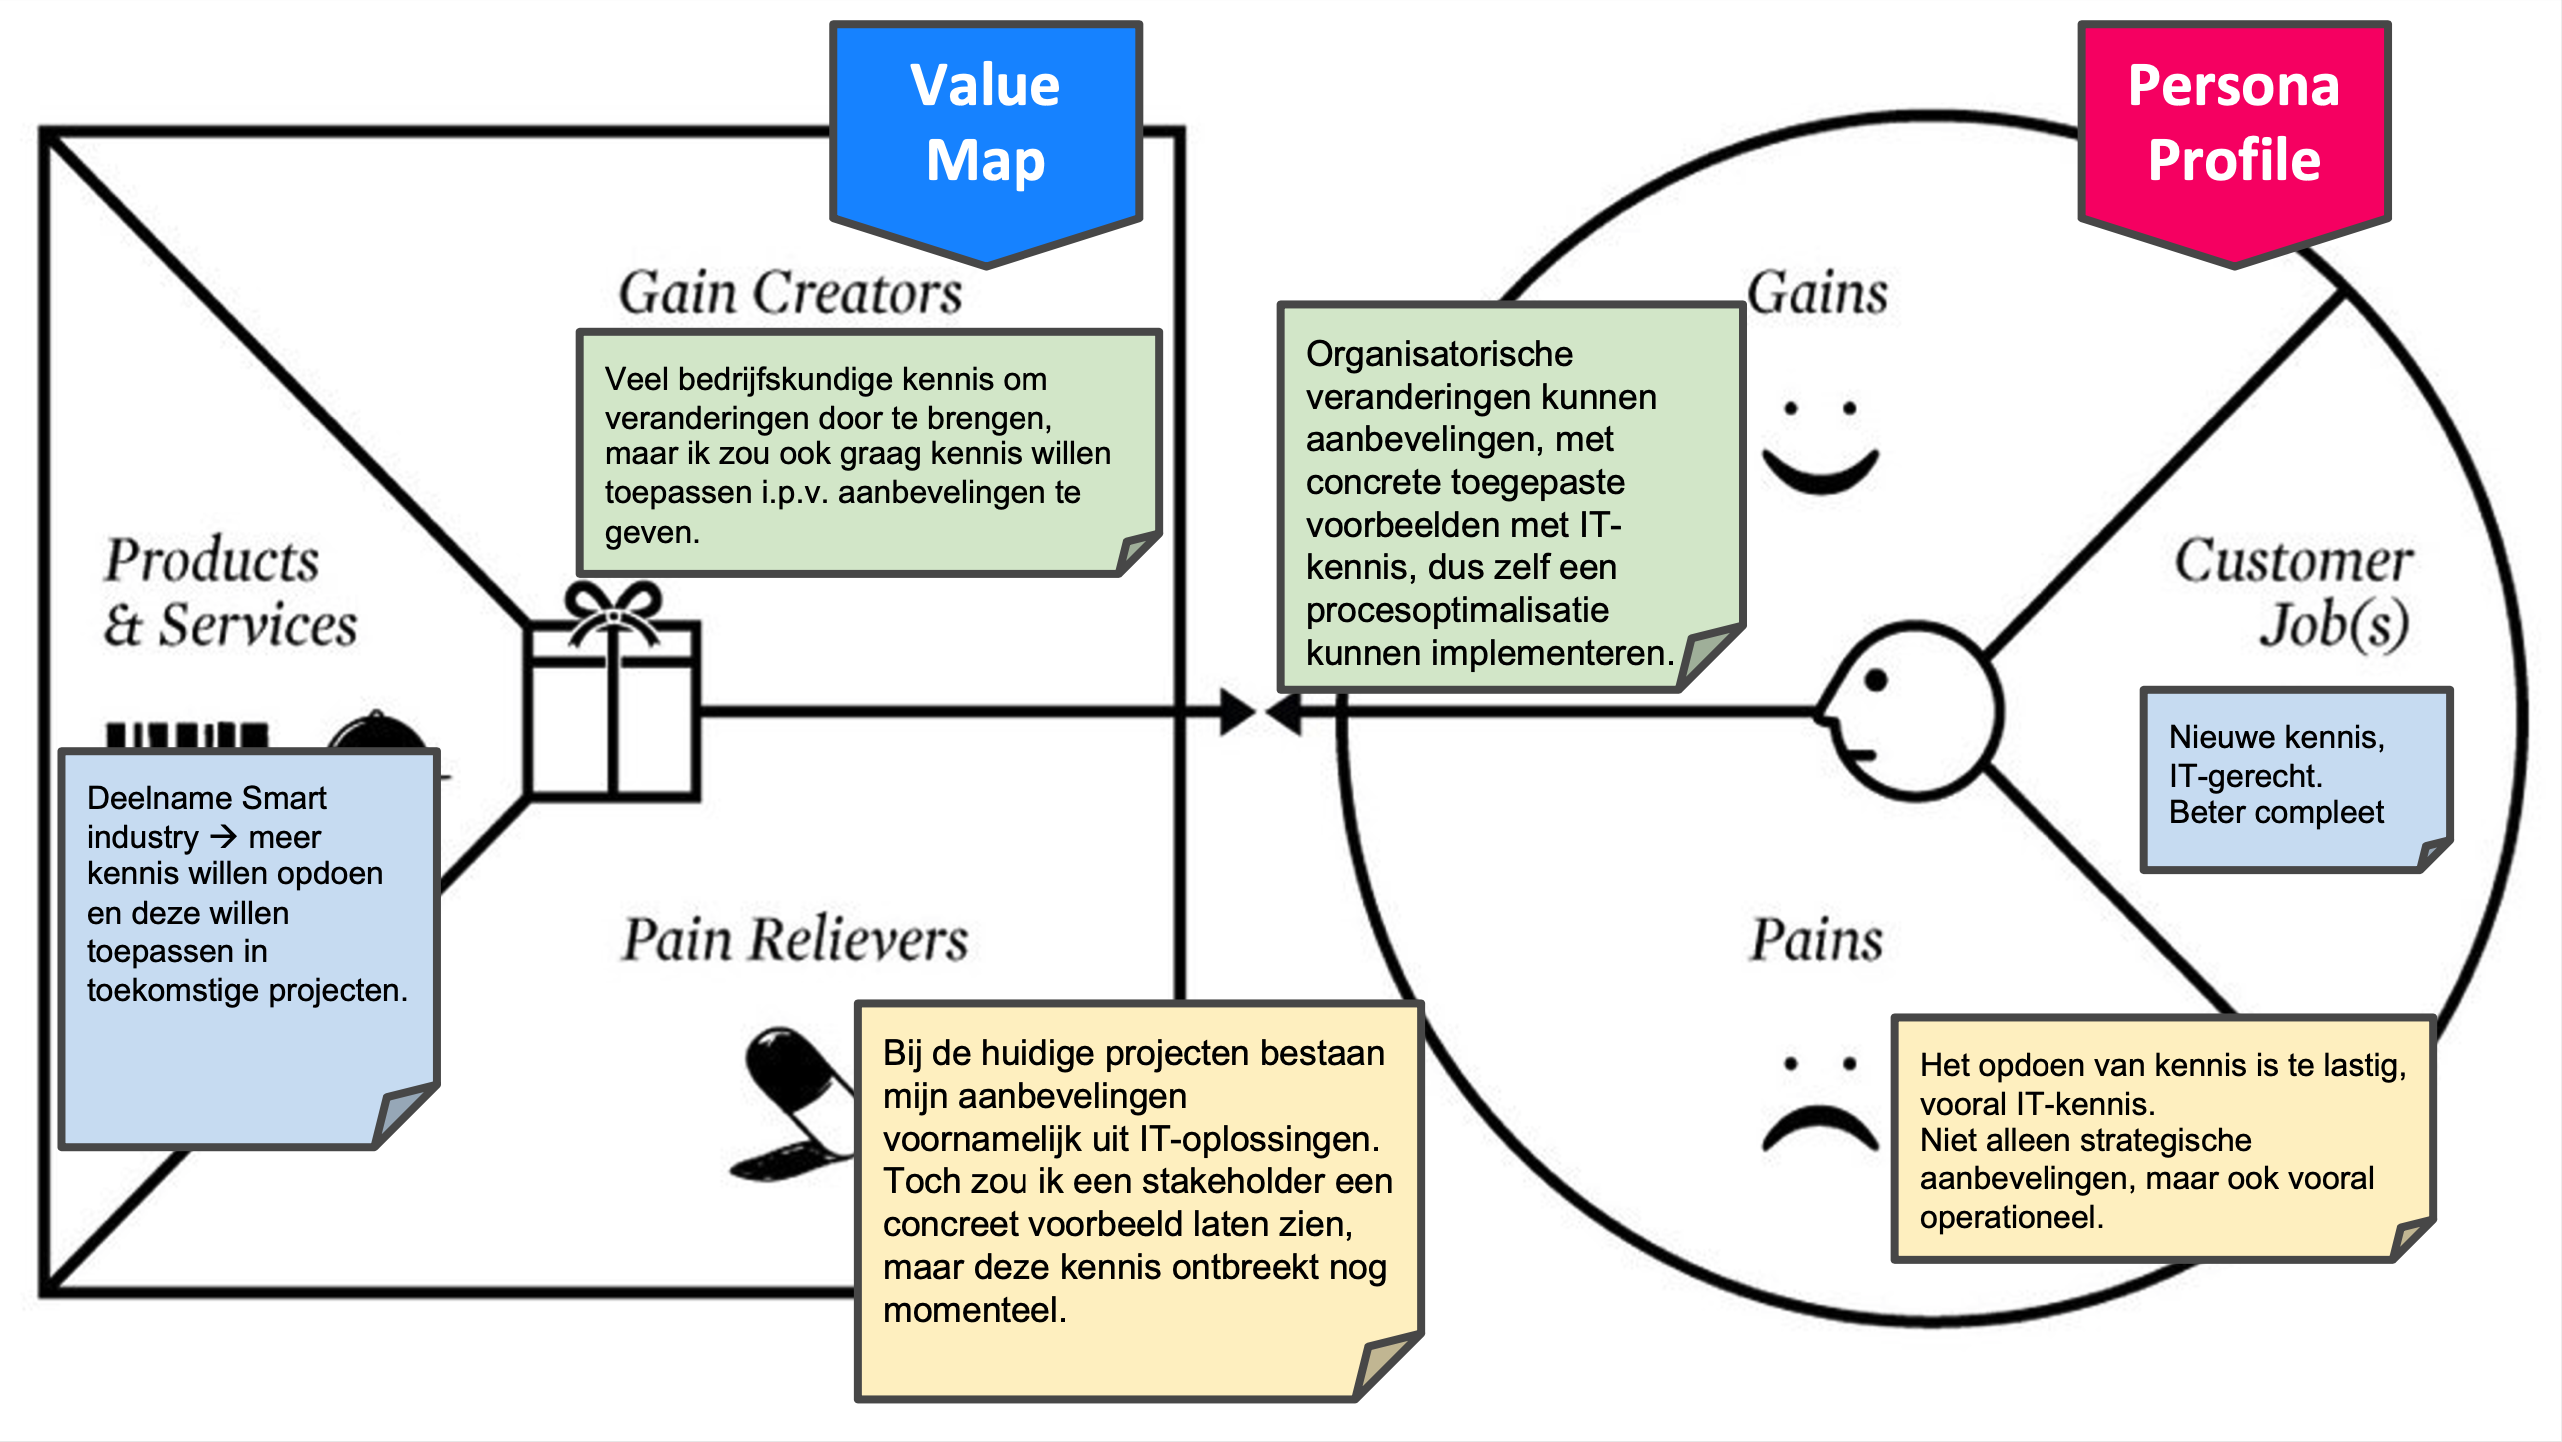 Value
Map
Persona
Profile
Gain Creators
Veel bedrijfskundige kennis om
veranderingen door te brengen,
maar ik zou ook graag kennis willen
toepassen i.p.v. aanbevelingen te
geven.
Products
& Services
Deelname Smart
industry → meer
kennis willen opdoen
en deze willen
toepassen in
toekomstige projecten.
Pain Relievers
Bij de huidige projecten bestaan
mijn aanbevelingen
voornamelijk uit IT-oplossingen.
Toch zou ik een stakeholder een
concreet voorbeeld laten zien,
maar deze kennis ontbreekt nog
momenteel.
Gains
Organisatorische
veranderingen kunnen
aanbevelingen, met
concrete toegepaste
voorbeelden met IT-
kennis, dus zelf een
procesoptimalisatie
kunnen implementeren.
Customer
Job(s)
Nieuwe kennis,
IT-gerecht.
Beter compleet
Pains
Het opdoen van kennis is te lastig,
vooral IT-kennis.
Niet alleen strategische
aanbevelingen, maar ook vooral
operationeel.